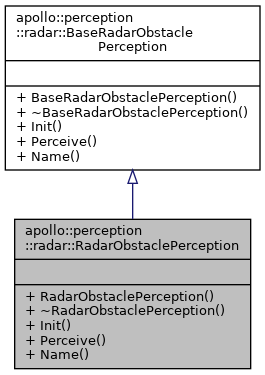 apollo::perception
::radar::BaseRadarObstacle
Perception
+ BaseRadarObstaclePerception()
+ ~BaseRadarObstaclePerception()
+ Init()
+ Perceive()
+ Name()
apollo::perception
::radar::RadarObstaclePerception
+ RadarObstaclePerception()
+ ~RadarObstaclePerception()
+ Init()
+ Perceive()
+ Name()